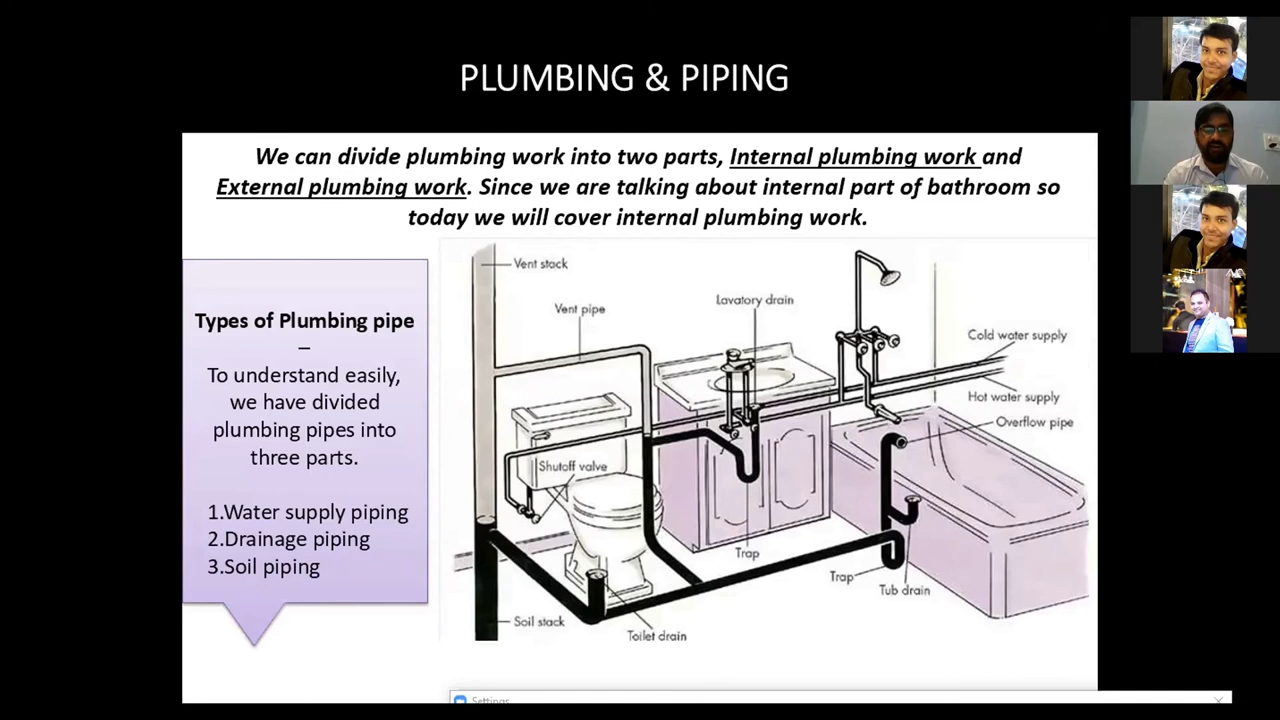 PLUMBING & PIPING
We can divide plumbing work into two parts, Internal plumbing work and
External plumbing work. Since we are talking about internal part of bathroom so
today we will cover internal plumbing work.
Types of Plumbing pipe
–
To understand easily,
we have divided
plumbing pipes into
three parts.
1.Water supply piping
2.Drainage piping
3.Soil piping
Vent stack
Vent pipe
Lavatory drain
Cold water supply
Hot water supply
Overflow pipe
Shutoff valve
Trap
Trap
Tub drain
Soil stack
Toilet drain
Settings